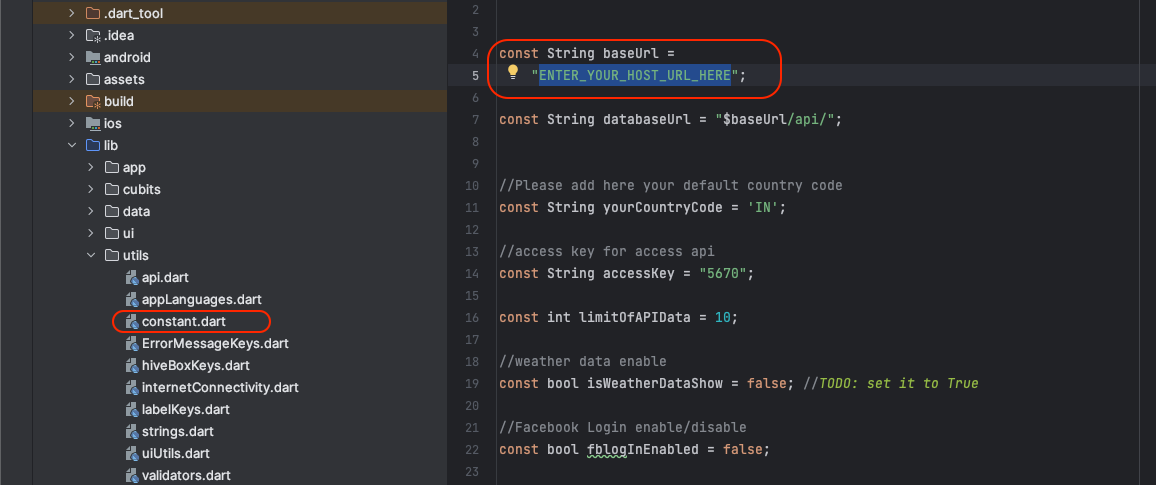 .dart_tool
.idea
android
assets
build
ios
lib
app
cubits
data
ui
utils
api.dart
appLanguages.dart
constant.dart
ErrorMessageKeys.dart
hiveBoxKeys.dart
internetConnectivity.dart
labelKeys.dart
strings.dart
uiUtils.dart
validators.dart
2
3
4 const String baseUrl =
5 "ENTER_YOUR_HOST_URL_HERE";
6
7 const String databaseUrl = "$baseUrl/api/";
8
9
10 //Please add here your default country code
11 const String yourCountryCode = 'IN';
12
13 //access key for access api
14 const String accessKey = "5670";
15
16 const int limitOfAPIData = 10;
17
18 //weather data enable
19 const bool isWeatherDataShow = false; //TODO: set it to True
20
21 //Facebook Login enable/disable
22 const bool fblogInEnabled = false;
23